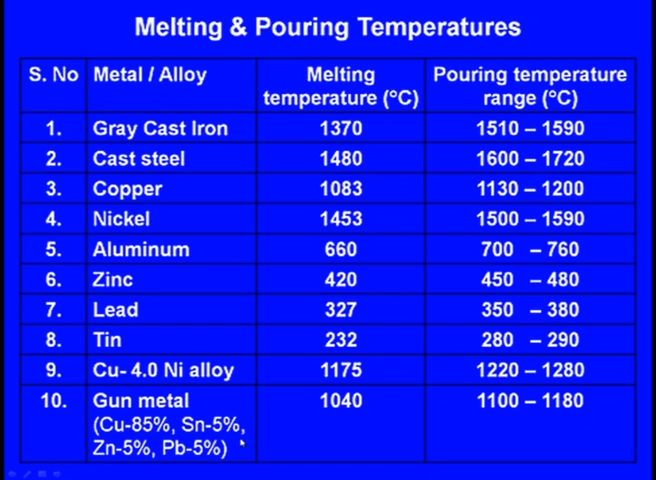 Melting & Pouring Temperatures
S. No Metal / Alloy Melting temperature (°C) Pouring temperature range (°C)
1. Gray Cast Iron 1370 1510 – 1590
2. Cast steel 1480 1600 – 1720
3. Copper 1083 1130 – 1200
4. Nickel 1453 1500 – 1590
5. Aluminum 660 700 – 760
6. Zinc 420 450 – 480
7. Lead 327 350 – 380
8. Tin 232 280 – 290
9. Cu- 4.0 Ni alloy 1175 1220 – 1280
10. Gun metal 1040 1100 – 1180
(Cu-85%, Sn-5%,
Zn-5%, Pb-5%)